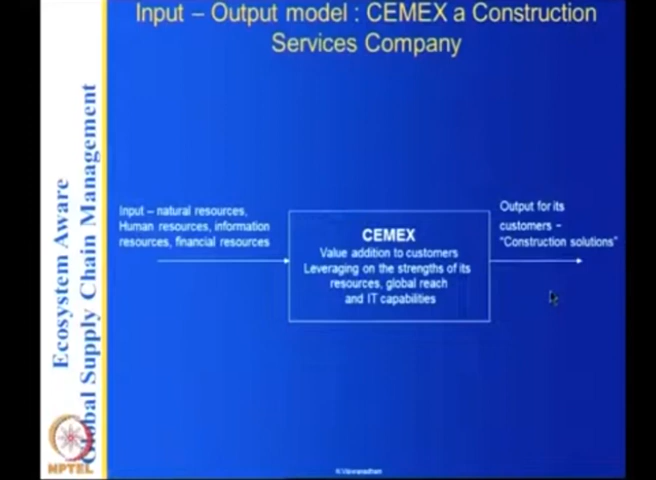 Input – Output model : CEMEX a Construction
Services Company
Ecosystem Aware
Global Supply Chain Management
Input – natural resources,
Human resources, information
resources, financial resources
CEMEX
Value addition to customers
Leveraging on the strengths of its
resources, global reach
and IT capabilities
Output for its
customers –
"Construction solutions"
NPTEL
N.Viswanadham